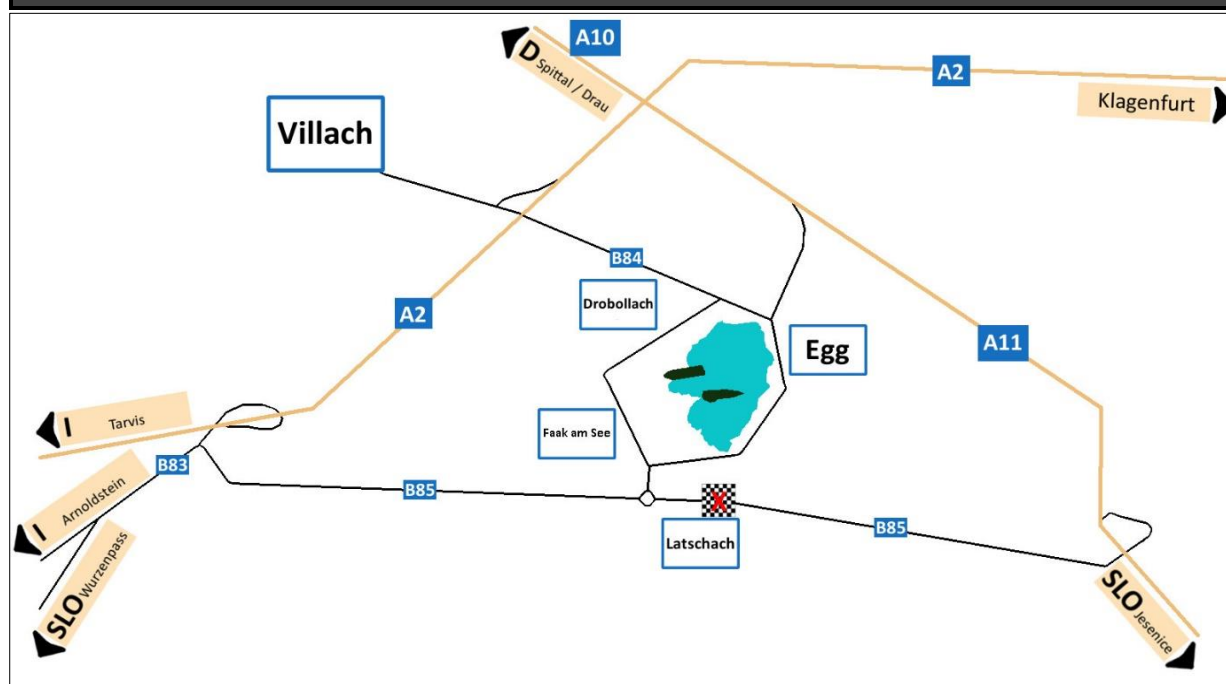 A10
D Spittal / Drau
A2
Klagenfurt
Villach
B84
Drobollach
A2
Egg
A11
I Tarvis
Faak am See
B83
I Arnoldstein
B85
X
Latschach
B85
SLO Wurzenpass
SLO Jesenice